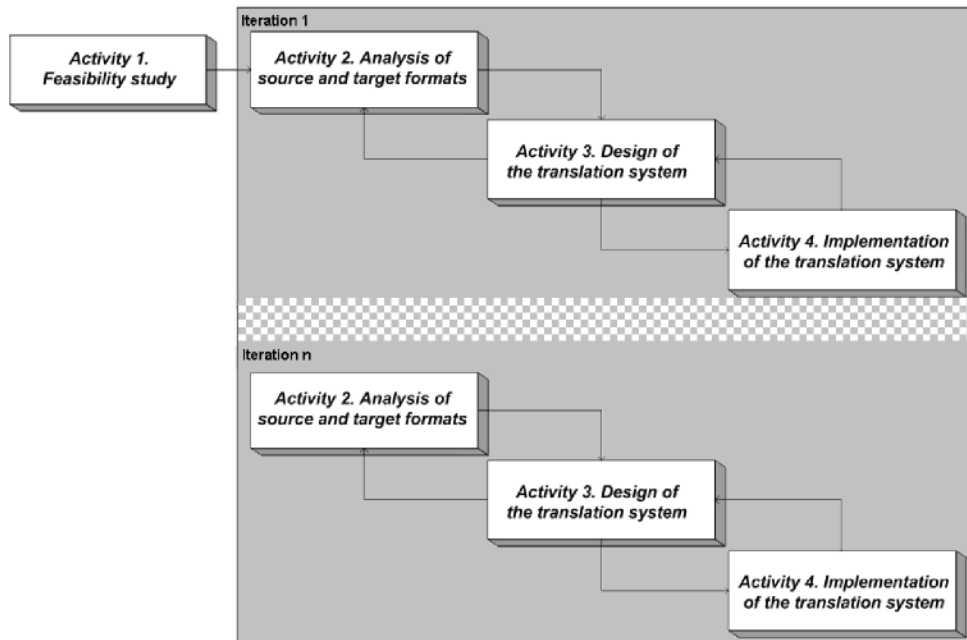 Iteration 1
Activity 1.
Feasibility study
Activity 2. Analysis of
source and target formats
Activity 3. Design of
the translation system
Activity 4. Implementation
of the translation system
Iteration n
Activity 2. Analysis of
source and target formats
Activity 3. Design of
the translation system
Activity 4. Implementation
of the translation system